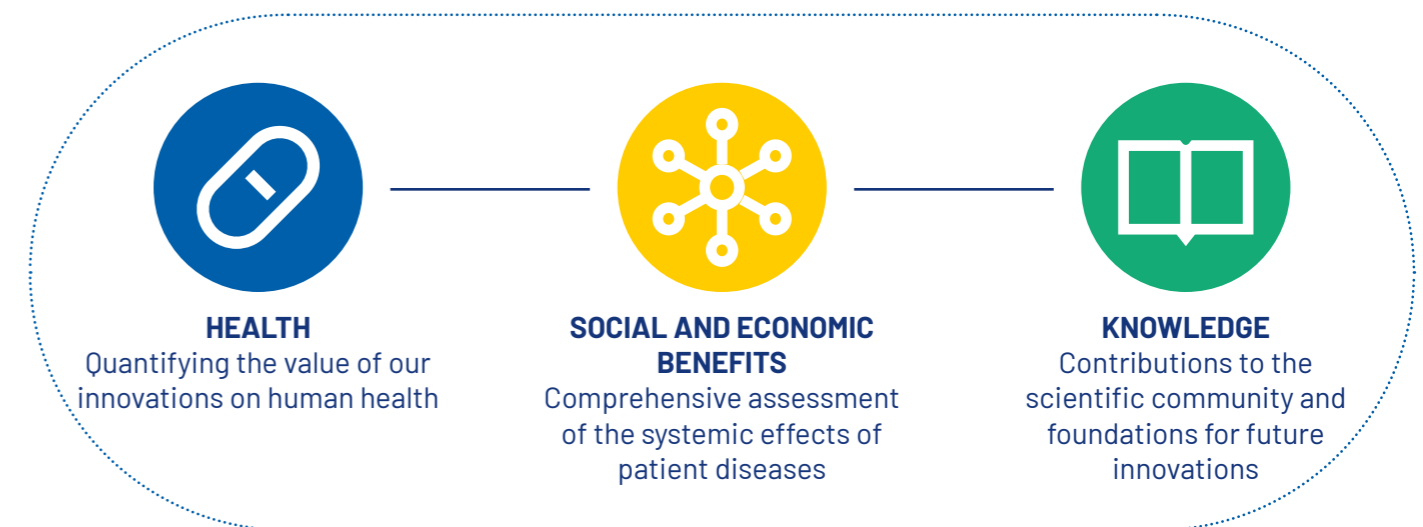 HEALTH
Quantifying the value of our
innovations on human health
SOCIAL AND ECONOMIC
BENEFITS
Comprehensive assessment
of the systemic effects of
patient diseases
KNOWLEDGE
Contributions to the
scientific community and
foundations for future
innovations